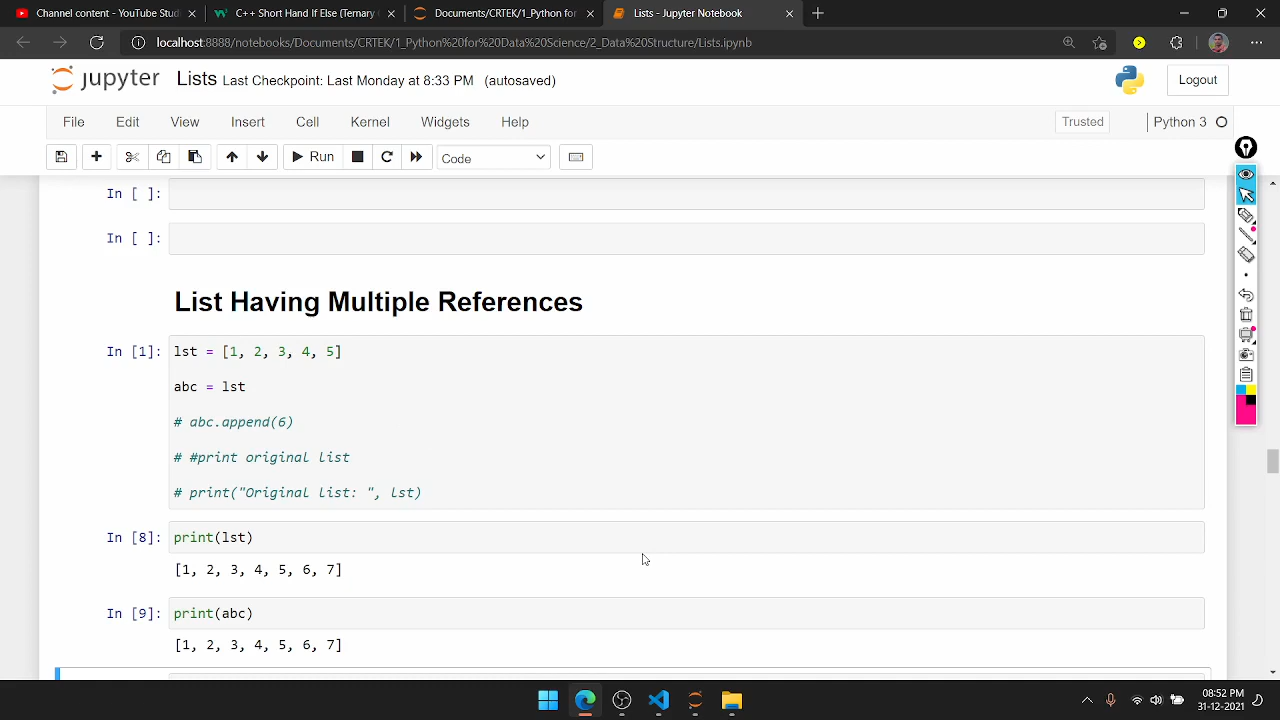 Channel content - YouTube Stud
C++ Short Hand If Else (Ternary
Documents/CRTEK/1_Python for
Lists - Jupyter Notebook
localhost:8888/notebooks/Documents/CRTEK/1_Python%20for%20Data%20Science/2_Data%20Structure/Lists.ipynb
jupyter Lists Last Checkpoint: Last Monday at 8:33 PM (autosaved)
Logout
File Edit View Insert Cell Kernel Widgets Help
Trusted
Python 3
Run
Code
In [ ]:
In [ ]:
List Having Multiple References
In [1]: lst = [1, 2, 3, 4, 5]
abc = lst
# abc.append(6)
# #print original list
# print("Original list: ", lst)
In [8]: print(lst)
[1, 2, 3, 4, 5, 6, 7]
In [9]: print(abc)
[1, 2, 3, 4, 5, 6, 7]
08:52 PM
31-12-2021